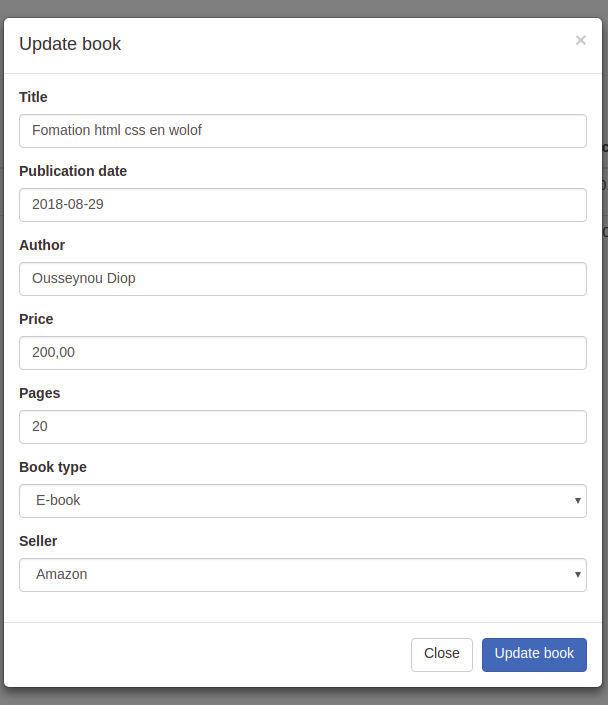 Update book
×
Title
Fomation html css en wolof
Publication date
2018-08-29
Author
Ousseynou Diop
Price
200,00
Pages
20
Book type
E-book
Seller
Amazon
Close
Update book